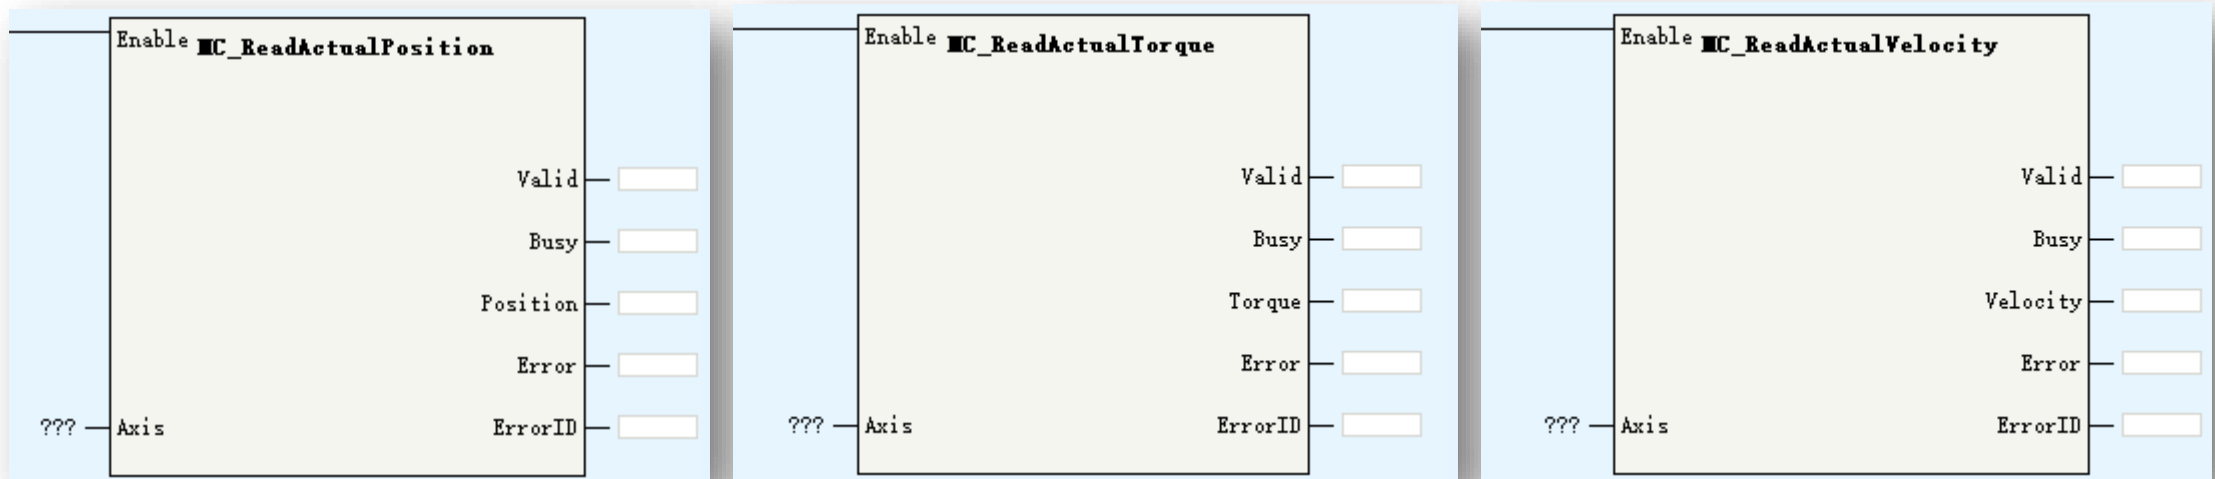 Enable MC_ReadActualPosition
Valid
Busy
Position
Error
??? Axis ErrorID
Enable MC_ReadActualTorque
Valid
Busy
Torque
Error
??? Axis ErrorID
Enable MC_ReadActualVelocity
Valid
Busy
Velocity
Error
??? Axis ErrorID